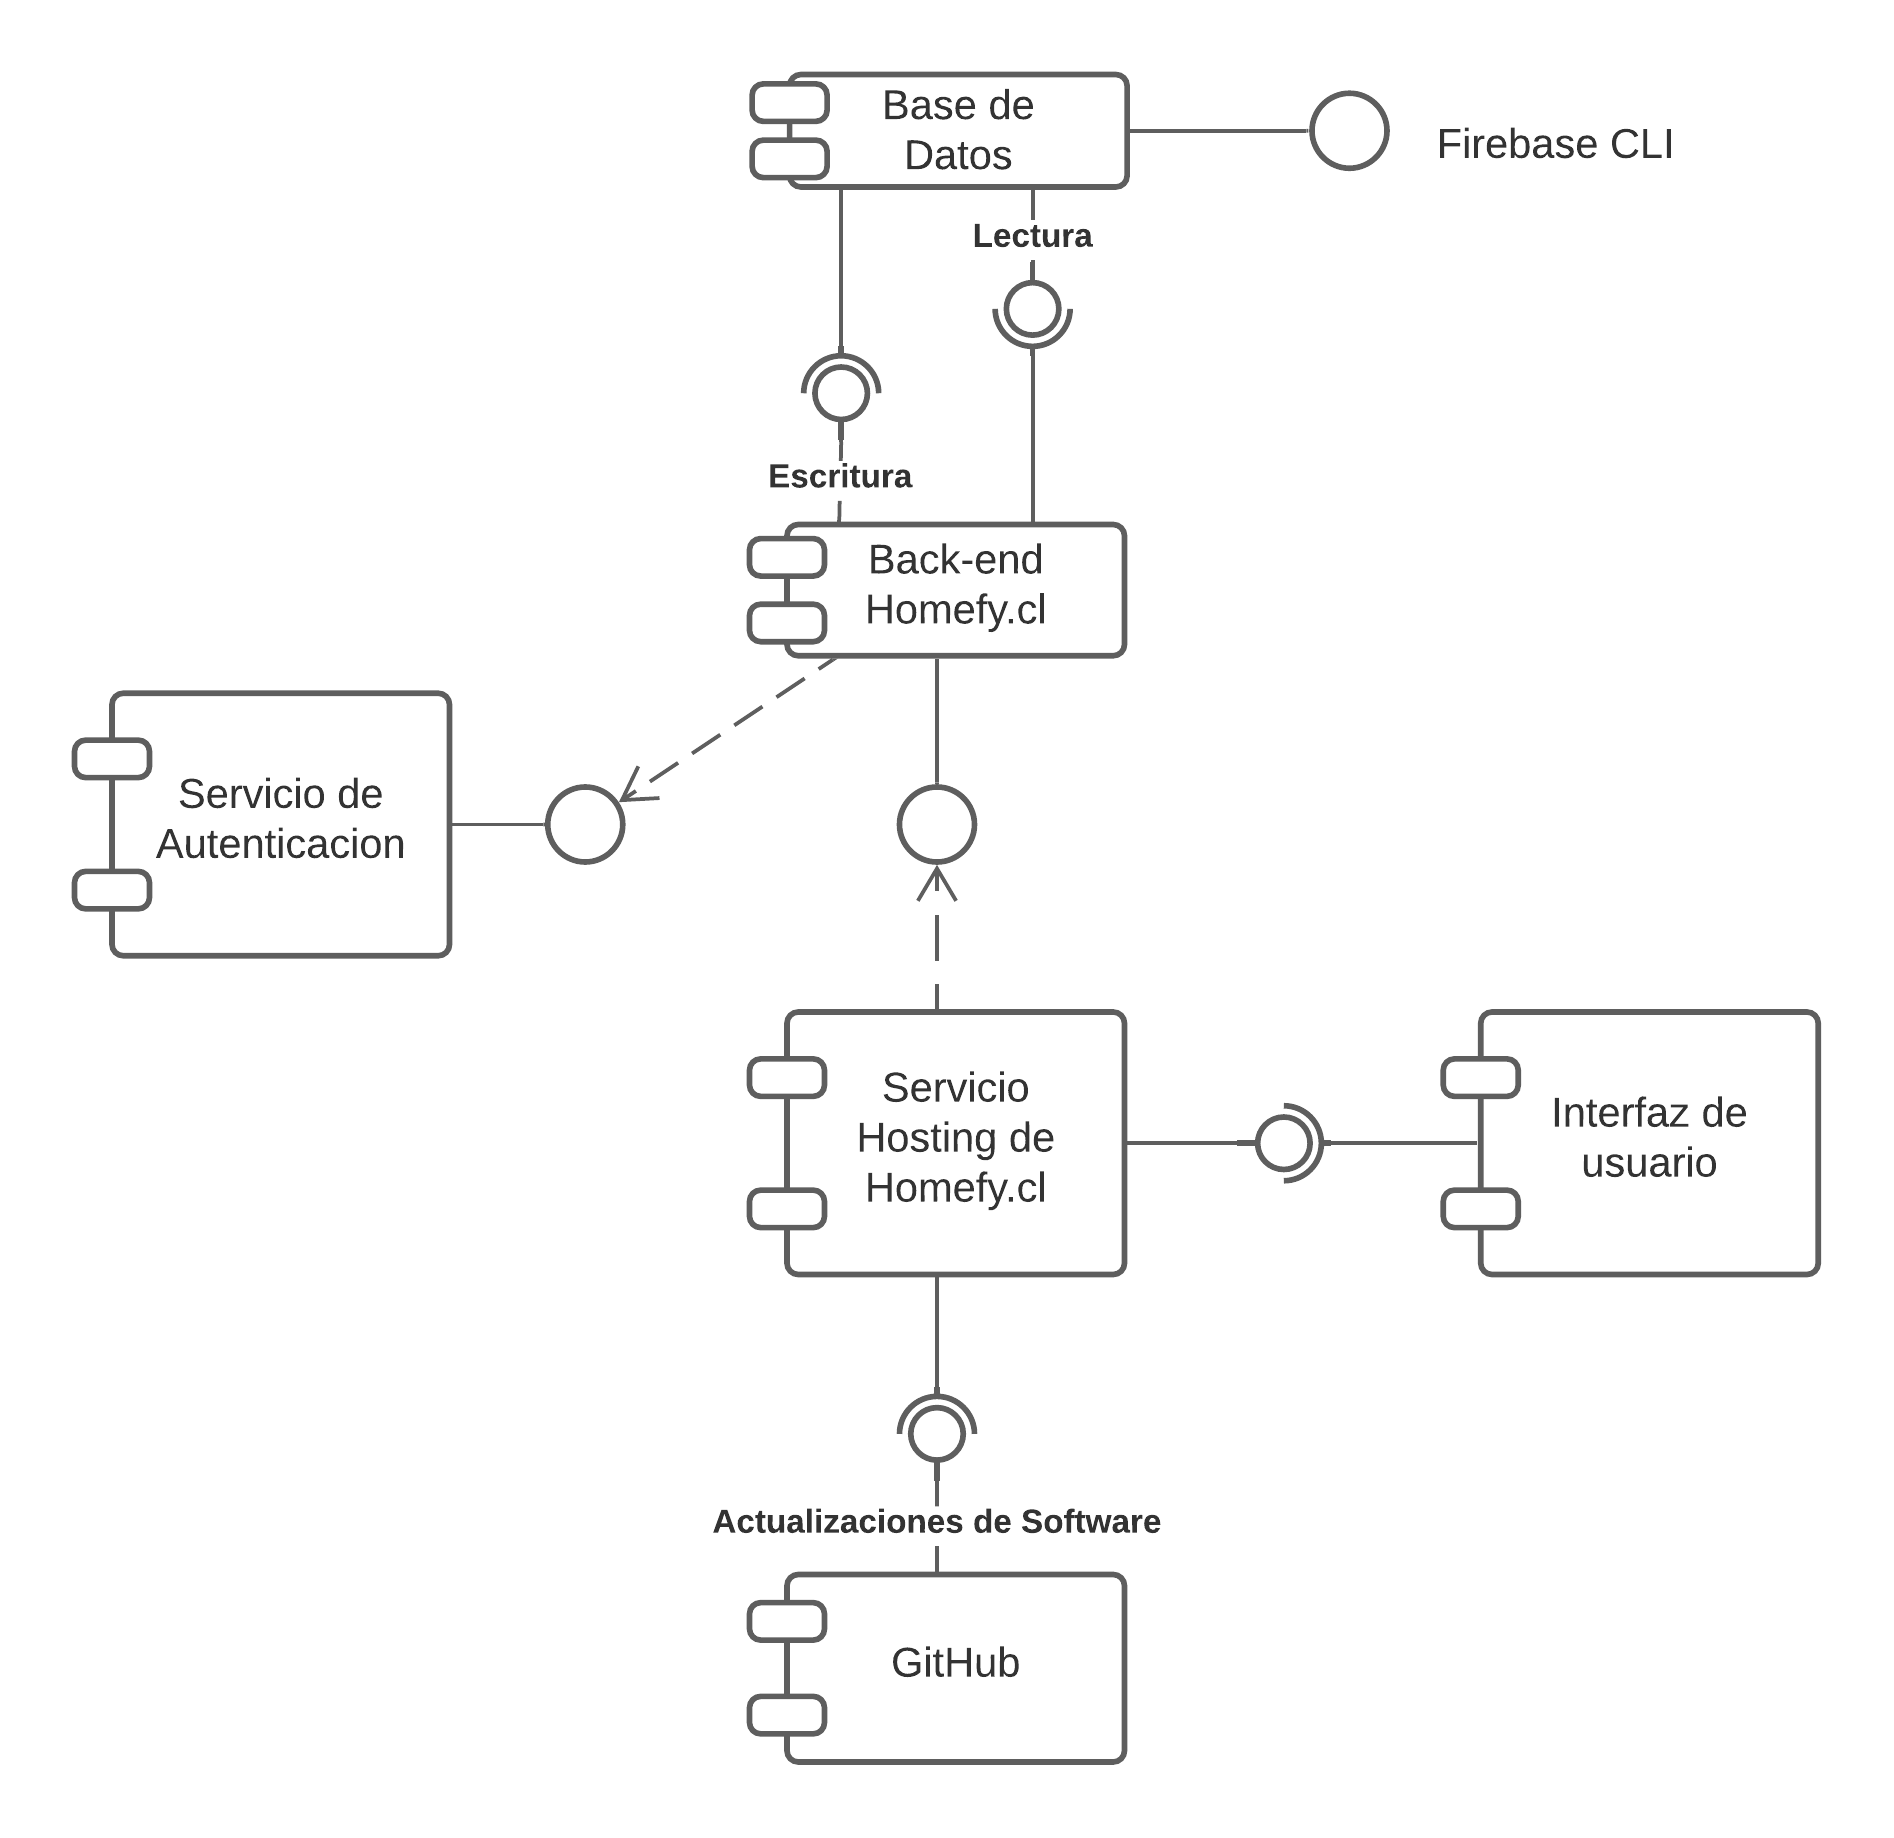 Base de
Datos
Firebase CLI
Lectura
Escritura
Back-end
Homefy.cl
Servicio de
Autenticacion
Servicio
Hosting de
Homefy.cl
Interfaz de
usuario
Actualizaciones de Software
GitHub